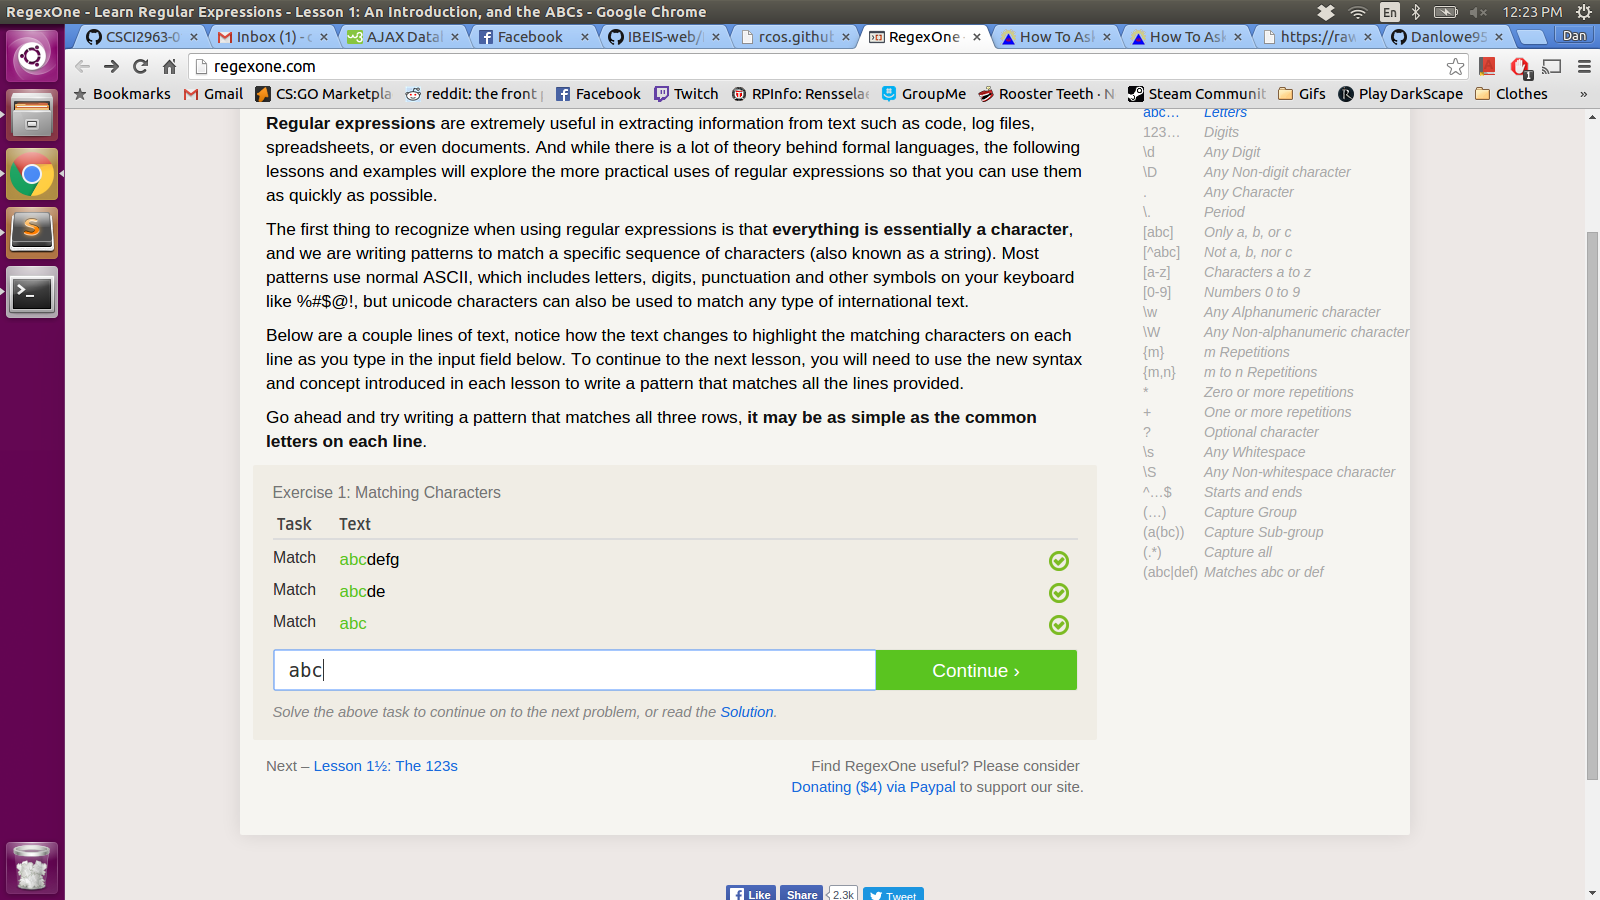 RegexOne - Learn Regular Expressions - Lesson 1: An Introduction, and the ABCs - Google Chrome
En
12:23 PM
CSCI2963-0
Inbox (1) -
AJAX Datal
Facebook
IBEIS-web/
rcos.github
RegexOne
How To Ask
How To Ask
https://raw
Danlowe95
Dan
regexone.com
1
Bookmarks
Gmail
CS:GO Marketpla
reddit: the front
Facebook
Twitch
RPInfo: Rensselae
GroupMe
Rooster Teeth · N
Steam Communit
Gifs
Play DarkScape
Clothes
»
Regular expressions are extremely useful in extracting information from text such as code, log files,
spreadsheets, or even documents. And while there is a lot of theory behind formal languages, the following
lessons and examples will explore the more practical uses of regular expressions so that you can use them
as quickly as possible.
The first thing to recognize when using regular expressions is that everything is essentially a character,
and we are writing patterns to match a specific sequence of characters (also known as a string). Most
patterns use normal ASCII, which includes letters, digits, punctuation and other symbols on your keyboard
like %#$@!, but unicode characters can also be used to match any type of international text.
Below are a couple lines of text, notice how the text changes to highlight the matching characters on each
line as you type in the input field below. To continue to the next lesson, you will need to use the new syntax
and concept introduced in each lesson to write a pattern that matches all the lines provided.
Go ahead and try writing a pattern that matches all three rows, it may be as simple as the common
letters on each line.
Exercise 1: Matching Characters
Task Text
Match abcdefg
Match abcde
Match abc
abc
Continue ›
Solve the above task to continue on to the next problem, or read the Solution.
Next – Lesson 1½: The 123s
Find RegexOne useful? Please consider
Donating ($4) via Paypal to support our site.
abc… Letters
123… Digits
\d Any Digit
\D Any Non-digit character
. Any Character
\. Period
[abc] Only a, b, or c
[^abc] Not a, b, nor c
[a-z] Characters a to z
[0-9] Numbers 0 to 9
\w Any Alphanumeric character
\W Any Non-alphanumeric character
{m} m Repetitions
{m,n} m to n Repetitions
* Zero or more repetitions
+ One or more repetitions
? Optional character
\s Any Whitespace
\S Any Non-whitespace character
^…$ Starts and ends
(…) Capture Group
(a(bc)) Capture Sub-group
(.*) Capture all
(abc|def) Matches abc or def
Like
Share
2.3k
Tweet